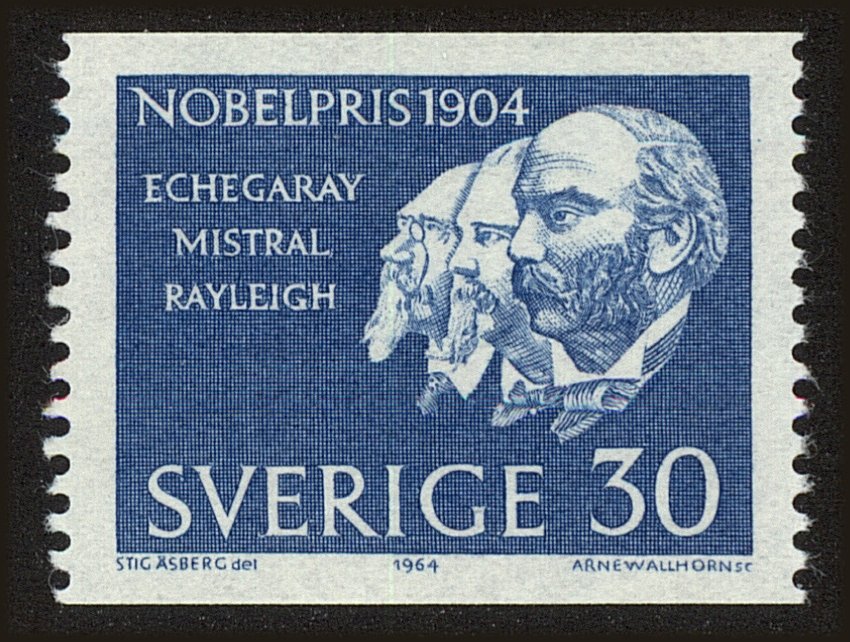 NOBELPRIS 1904
ECHEGARAY
MISTRAL
RAYLEIGH
SVERIGE 30
STIG ÅSBERG del 1964 ARNE WALLHORN sc